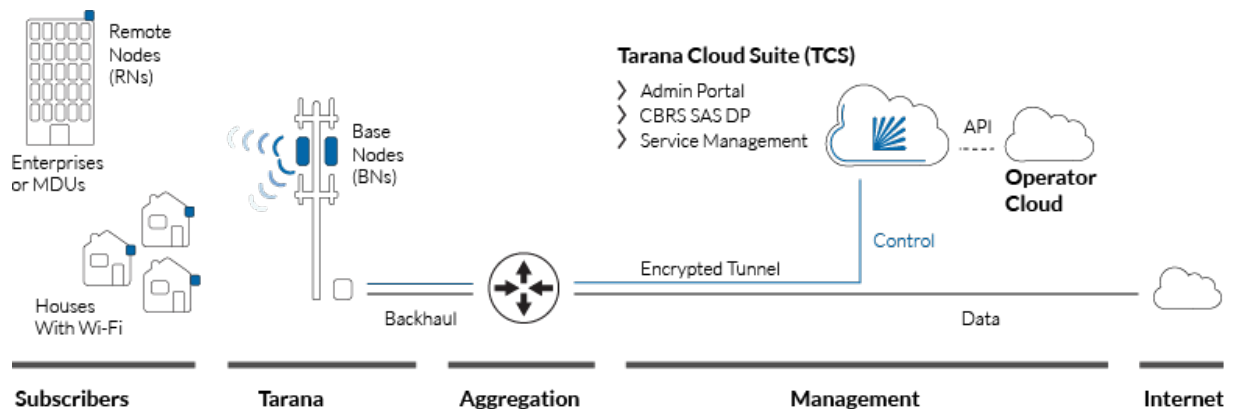 Remote
Nodes
(RNs)
Enterprises
or MDUs
Houses
With Wi-Fi
Base
Nodes
(BNs)
Backhaul
Tarana Cloud Suite (TCS)
Admin Portal
CBRS SAS DP
Service Management
API
Operator
Cloud
Control
Encrypted Tunnel
Data
Subscribers
Tarana
Aggregation
Management
Internet